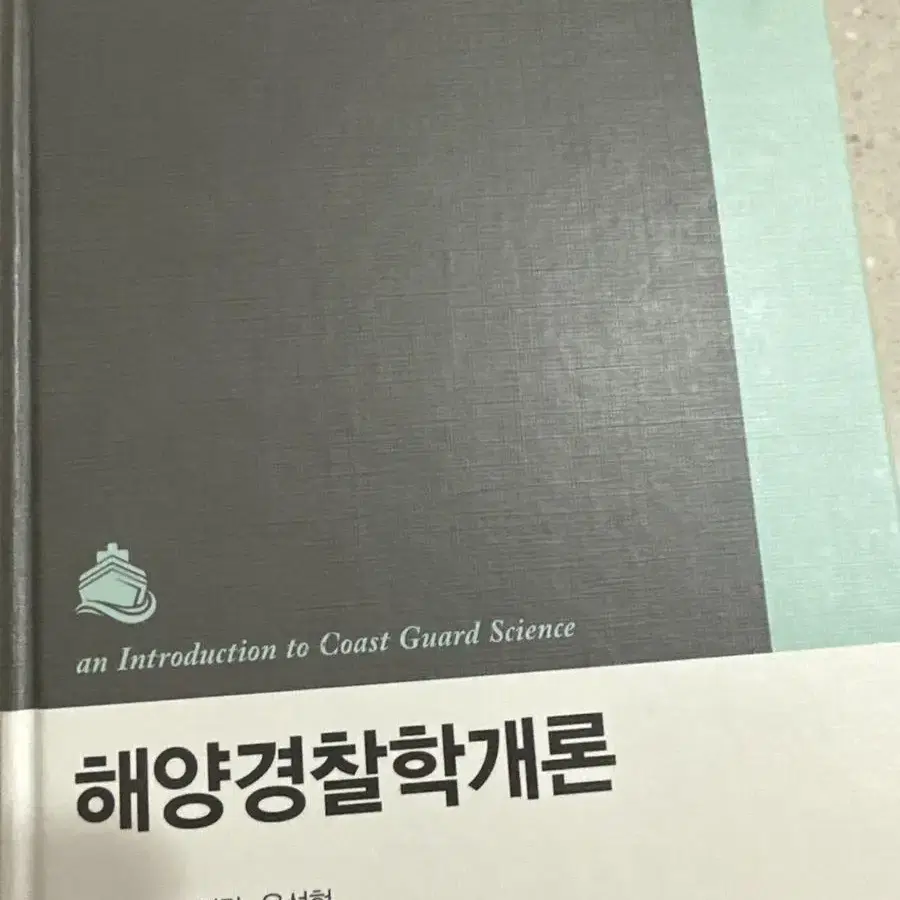 an Introduction to Coast Guard Science
해양경찰학개론